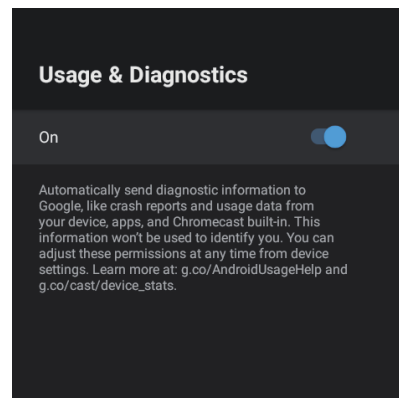 Usage & Diagnostics
On
Automatically send diagnostic information to
Google, like crash reports and usage data from
your device, apps, and Chromecast built-in. This
information won't be used to identify you. You can
adjust these permissions at any time from device
settings. Learn more at: g.co/AndroidUsageHelp and
g.co/cast/device_stats.